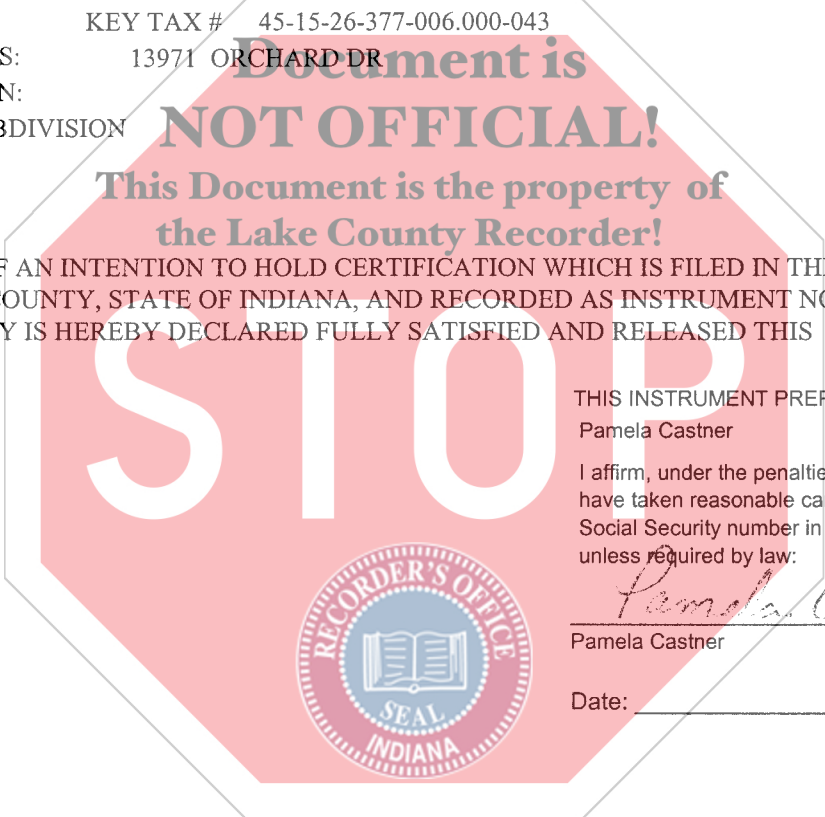 KEY TAX # 45-15-26-377-006.000-043
S: 13971 ORCHARD DR
N:
BDIVISION
Document is
NOT OFFICIAL!
This Document is the property of
the Lake County Recorder!
F AN INTENTION TO HOLD CERTIFICATION WHICH IS FILED IN TH
OUNTY, STATE OF INDIANA, AND RECORDED AS INSTRUMENT NO
Y IS HEREBY DECLARED FULLY SATISFIED AND RELEASED THIS
STOP
THIS INSTRUMENT PREP
Pamela Castner
I affirm, under the penaltie
have taken reasonable ca
Social Security number in
unless required by law:
Pamela C
Pamela Castner
Date:
RECORDER'S OFFICE
SEAL
INDIANA